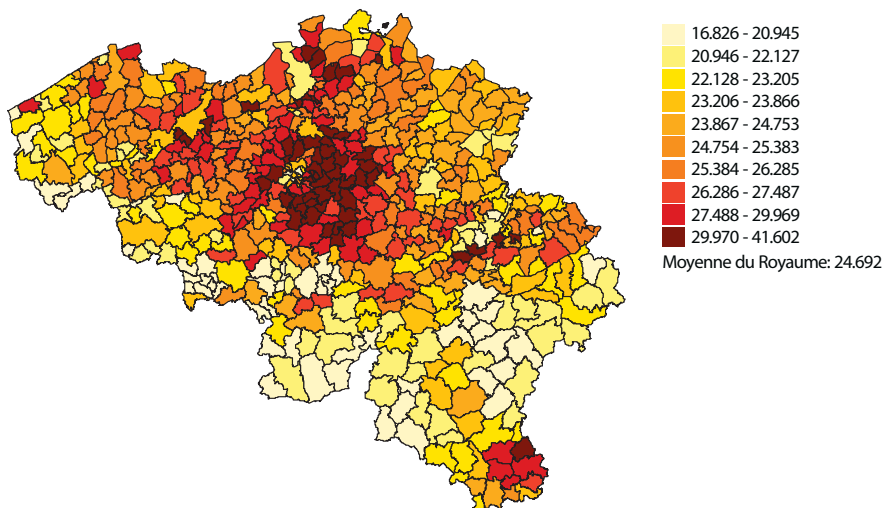 16.826 - 20.945
20.946 - 22.127
22.128 - 23.205
23.206 - 23.866
23.867 - 24.753
24.754 - 25.383
25.384 - 26.285
26.286 - 27.487
27.488 - 29.969
29.970 - 41.602
Moyenne du Royaume: 24.692